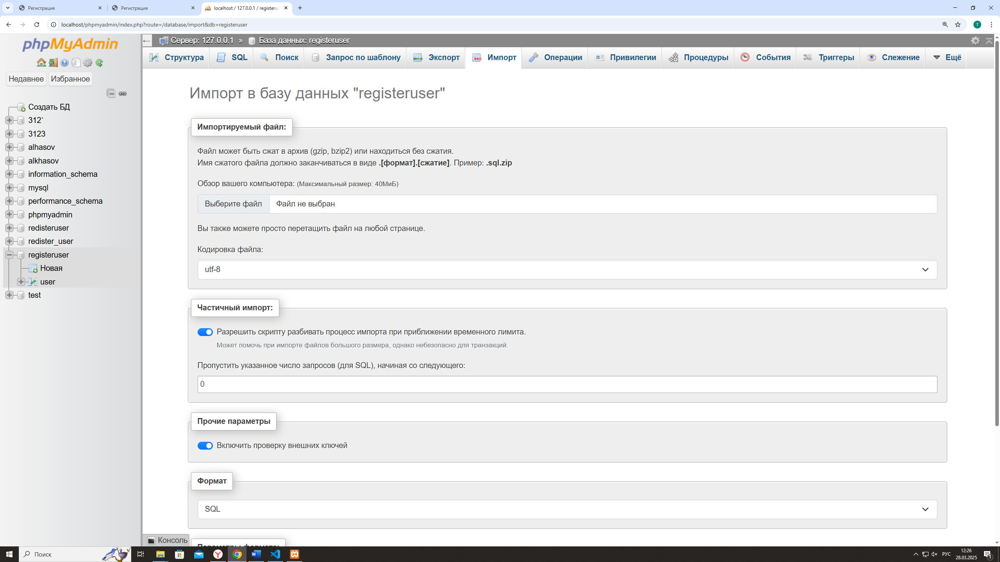 Регистрация
Регистрация
localhost / 127.0.0.1 / registerus
localhost/phpmyadmin/index.php?route=/database/import&db=registeruser
T
phpMyAdmin
Недавнее
Избранное
Создать БД
312`
3123
alhasov
alkhasov
information_schema
mysql
performance_schema
phpmyadmin
redisteruser
redister_user
registeruser
Новая
user
test
Сервер: 127.0.0.1 » База данных: registeruser
Структура
SQL
Поиск
Запрос по шаблону
Экспорт
Импорт
Операции
Привилегии
Процедуры
События
Триггеры
Слежение
Ещё
Импорт в базу данных "registeruser"
Импортируемый файл:
Файл может быть сжат в архив (gzip, bzip2) или находиться без сжатия.
Имя сжатого файла должно заканчиваться в виде .[формат].[сжатие]. Пример: .sql.zip
Обзор вашего компьютера: (Максимальный размер: 40МиБ)
Выберите файл Файл не выбран
Вы также можете просто перетащить файл на любой странице.
Кодировка файла:
utf-8
Частичный импорт:
Разрешить скрипту разбивать процесс импорта при приближении временного лимита.
Может помочь при импорте файлов большого размера, однако небезопасно для транзакций.
Пропустить указанное число запросов (для SQL), начиная со следующего:
0
Прочие параметры
Включить проверку внешних ключей
Формат
SQL
Параметры формата:
Консоль
Поиск
РУС
12:26
28.03.2025
1